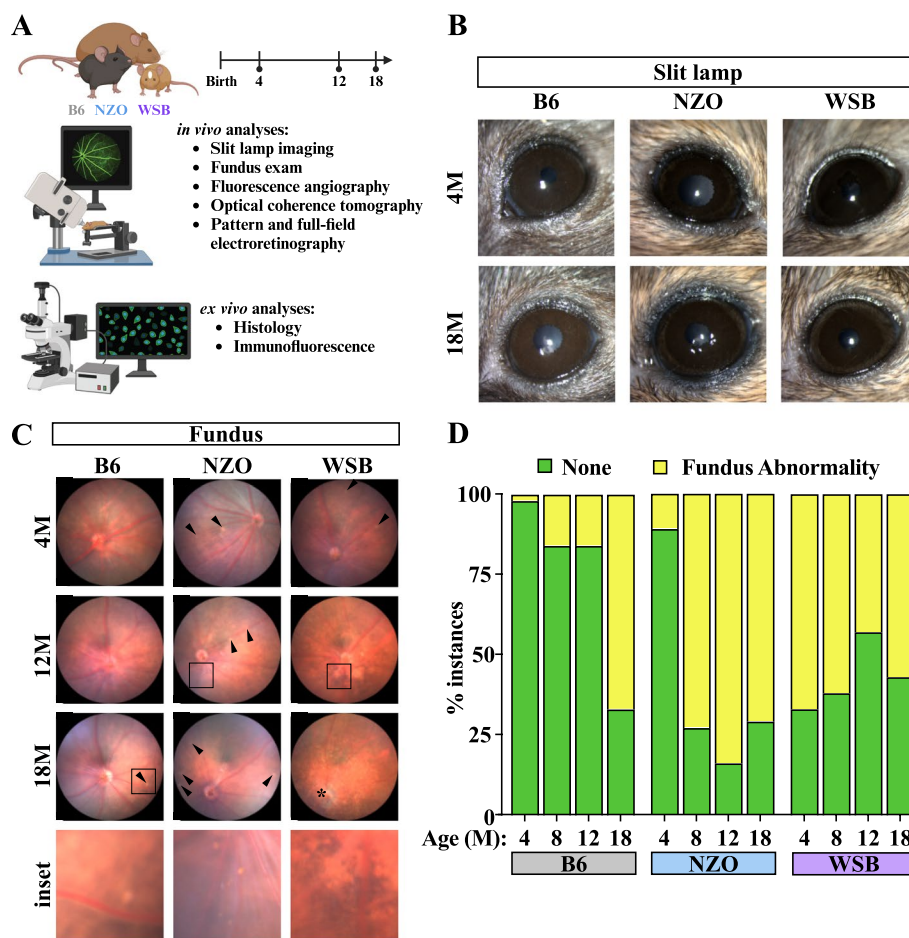 A
Birth 4 12 18
B6 NZO WSB
in vivo analyses:
• Slit lamp imaging
• Fundus exam
• Fluorescence angiography
• Optical coherence tomography
• Pattern and full-field
electroretinography
ex vivo analyses:
• Histology
• Immunofluorescence
B
Slit lamp
B6 NZO WSB
4M
18M
C
Fundus
B6 NZO WSB
4M
12M
18M
*
inset
D
None Fundus Abnormality
% instances
100
75
50
25
0
Age (M): 4 8 12 18 4 8 12 18 4 8 12 18
B6 NZO WSB